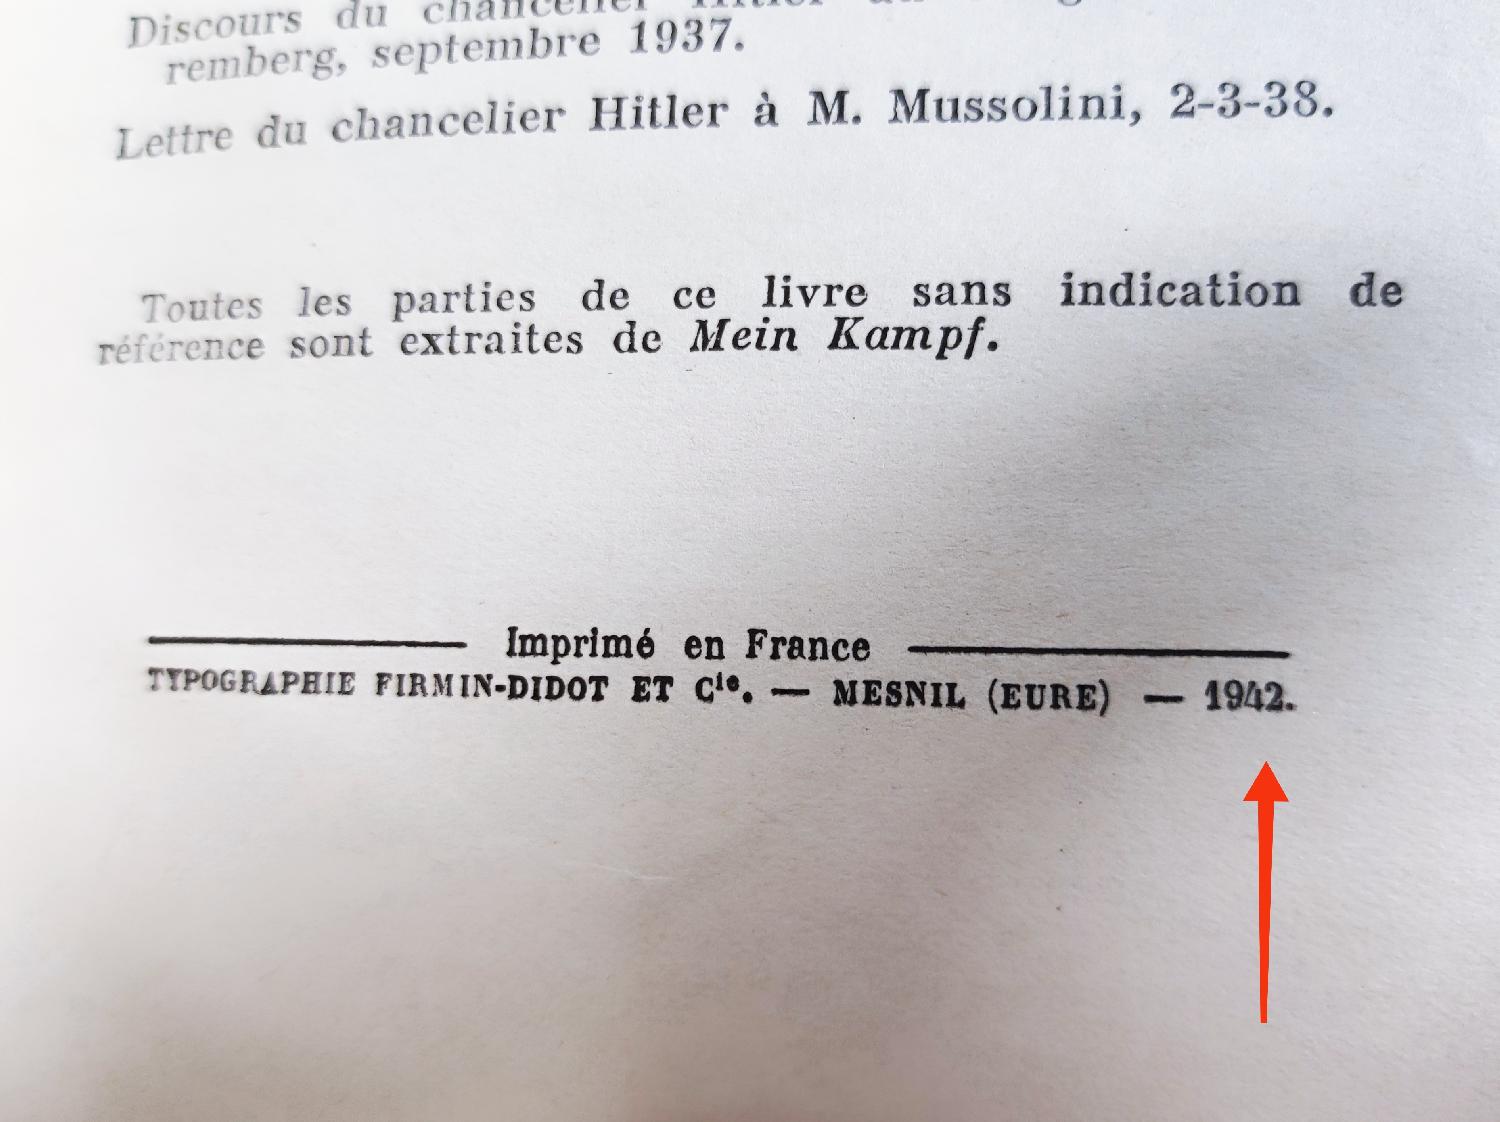 Discours du chancelier Hitler
remberg, septembre 1937.
Lettre du chancelier Hitler à M. Mussolini, 2-3-38.
Toutes les parties de ce livre sans indication de
référence sont extraites de Mein Kampf.
Imprimé en France
TYPOGRAPHIE FIRMIN-DIDOT ET Cie. — MESNIL (EURE) — 1942.